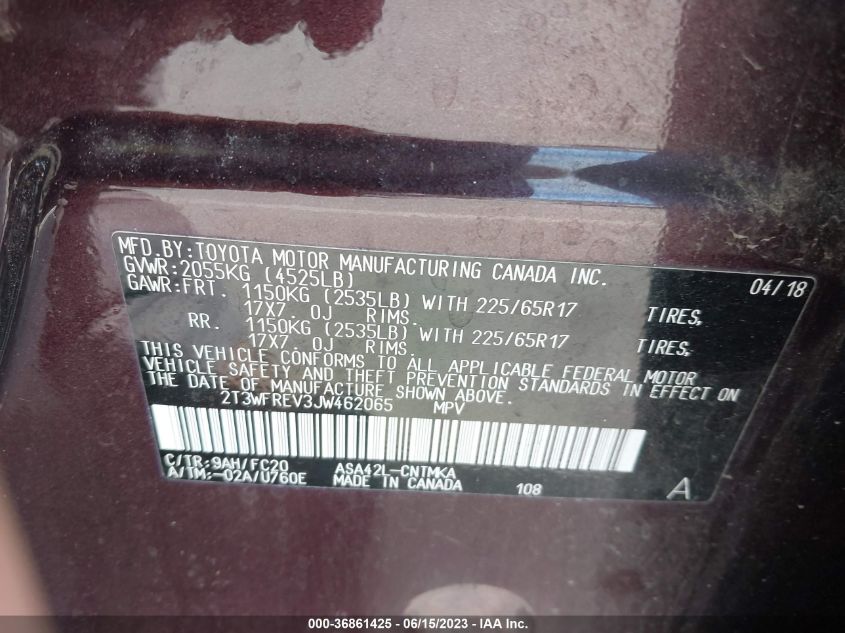 MFD.BY:TOYOTA MOTOR MANUFACTURING CANADA INC. 04/18
GVWR:2055KG (4525LB)
GAWR:FRT. 1150KG (2535LB) WITH 225/65R17 TIRES,
17X7. 0J RIMS.
RR. 1150KG (2535LB) WITH 225/65R17 TIRES,
17X7. 0J RIMS.
THIS VEHICLE CONFORMS TO ALL APPLICABLE FEDERAL MOTOR
VEHICLE SAFETY AND THEFT PREVENTION STANDARDS IN EFFECT ON
THE DATE OF MANUFACTURE SHOWN ABOVE.
2T3WFREV3JW462065 MPV
C/TR:9AH/FC20 ASA42L-CNTMKA
A/TM:-02A/U760E MADE IN CANADA 108 A
000-36861425 - 06/15/2023 - IAA Inc.